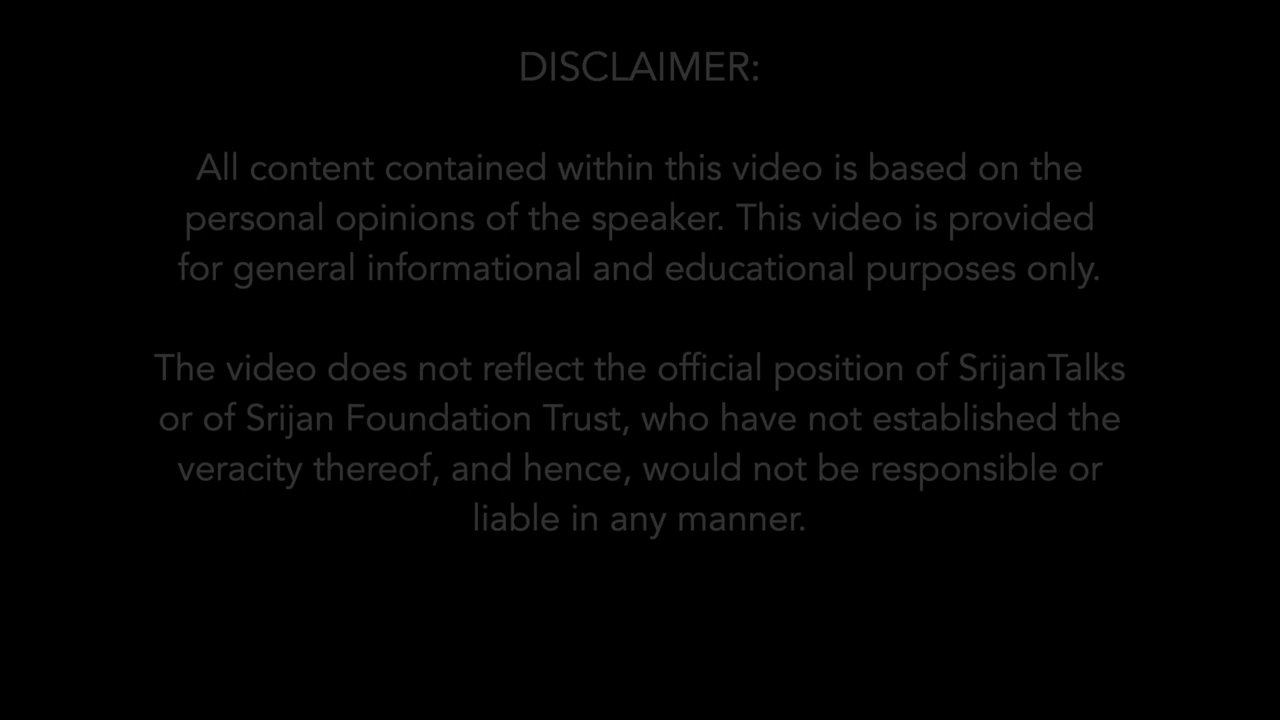 DISCLAIMER:
All content contained within this video is based on the
personal opinions of the speaker. This video is provided
for general informational and educational purposes only.
The video does not reflect the official position of SrijanTalks
or of Srijan Foundation Trust, who have not established the
veracity thereof, and hence, would not be responsible or
liable in any manner.